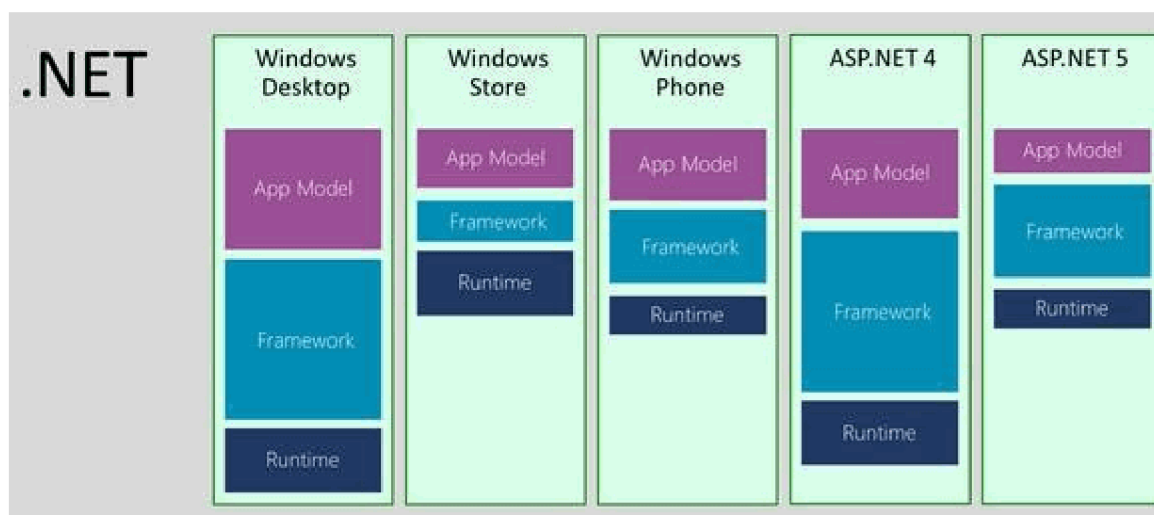 .NET
Windows
Desktop
App Model
Framework
Runtime
Windows
Store
App Model
Framework
Runtime
Windows
Phone
App Model
Framework
Runtime
ASP.NET 4
App Model
Framework
Runtime
ASP.NET 5
App Model
Framework
Runtime